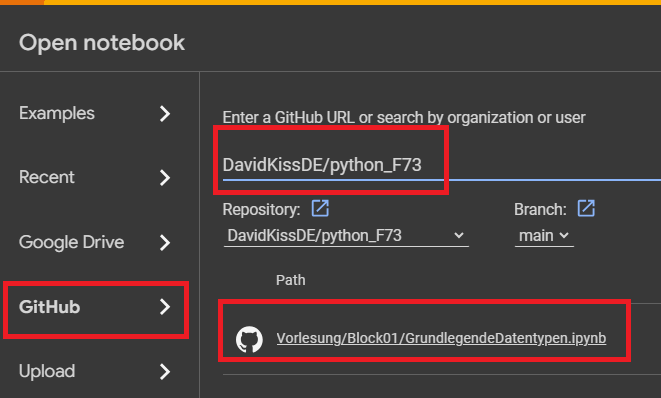 Open notebook
Examples
Recent
Google Drive
GitHub
Upload
Enter a GitHub URL or search by organization or user
DavidKissDE/python_F73
Repository: Branch:
DavidKissDE/python_F73 main
Path
Vorlesung/Block01/GrundlegendeDatentypen.ipynb